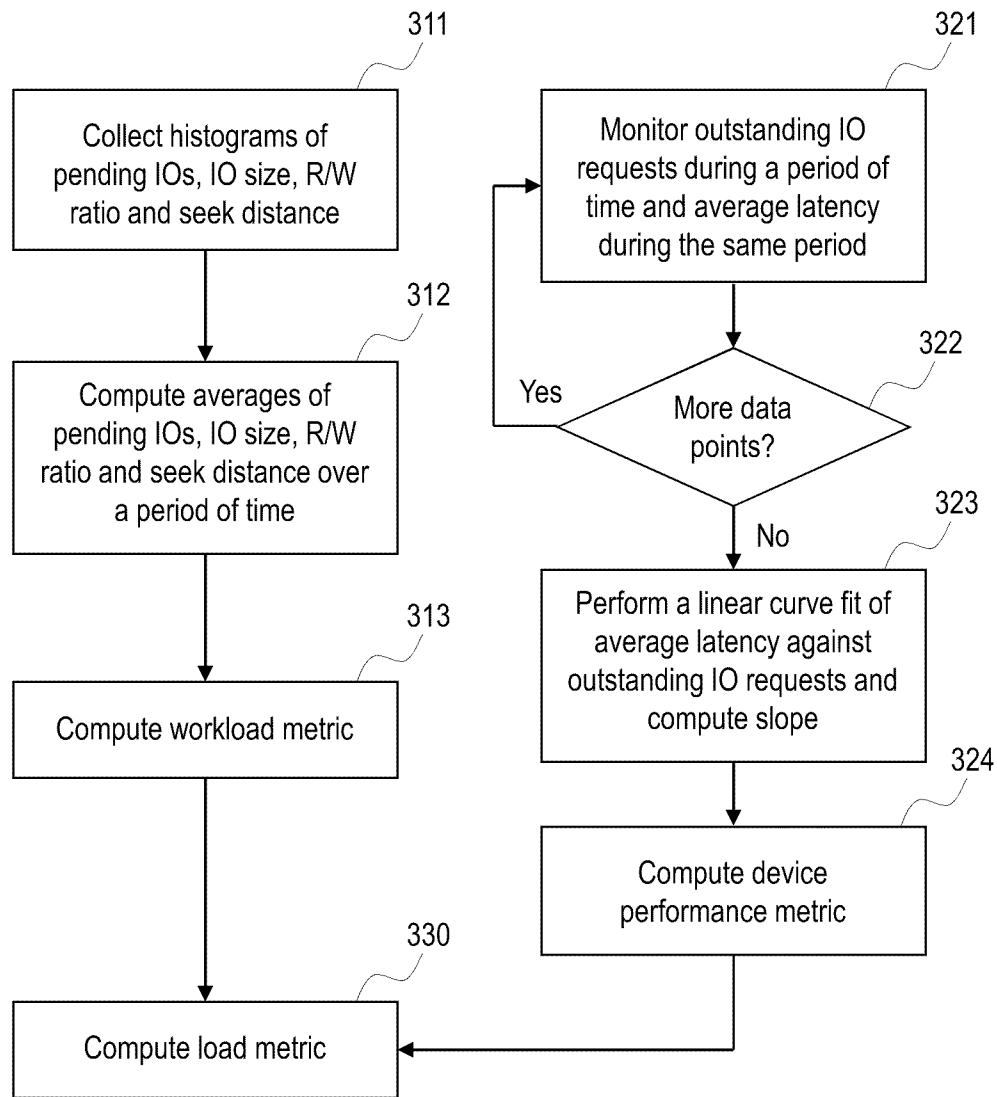 311
Collect histograms of
pending IOs, IO size, R/W
ratio and seek distance
312
Compute averages of
pending IOs, IO size, R/W
ratio and seek distance over
a period of time
313
Compute workload metric
330
Compute load metric
321
Monitor outstanding IO
requests during a period of
time and average latency
during the same period
322
More data
points?
Yes
No
323
Perform a linear curve fit of
average latency against
outstanding IO requests and
compute slope
324
Compute device
performance metric